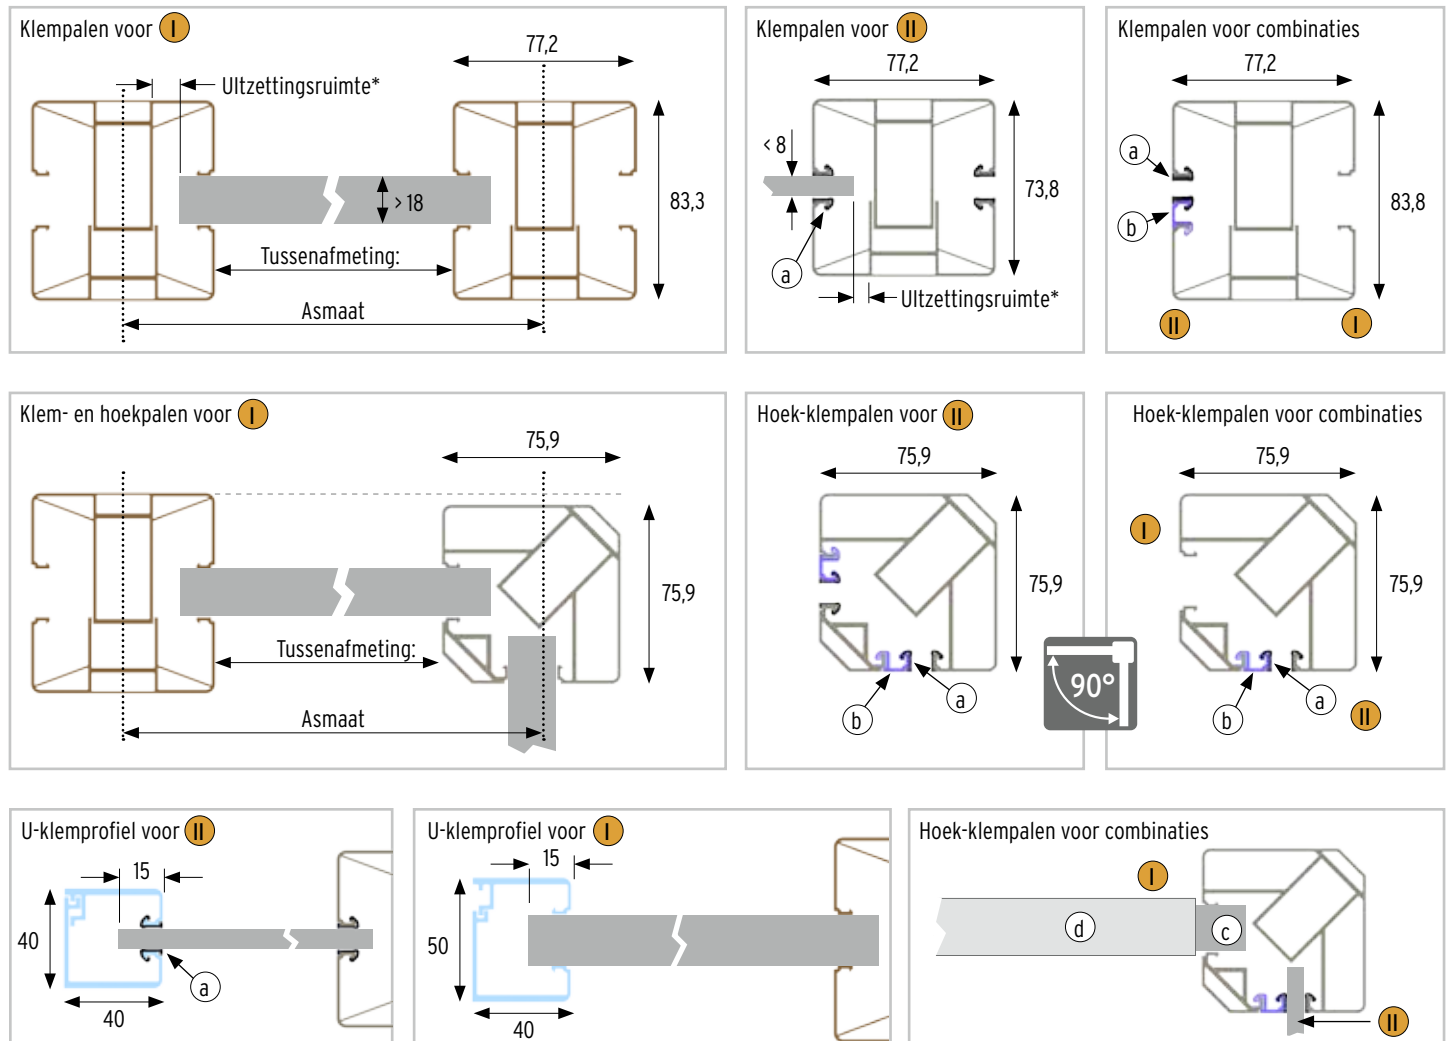 Klempalen voor I
77,2
UItzettingsruimte*
> 18
83,3
Tussenafmeting:
Asmaat
Klempalen voor II
77,2
< 8
73,8
a
UItzettingsruimte*
Klempalen voor combinaties
77,2
a
b
83,8
II
I
Klem- en hoekpalen voor I
75,9
75,9
Tussenafmeting:
Asmaat
Hoek-klempalen voor II
75,9
75,9
a
b
90°
Hoek-klempalen voor combinaties
75,9
I
75,9
a
b
II
U-klemprofiel voor II
15
40
a
40
U-klemprofiel voor I
15
50
40
Hoek-klempalen voor combinaties
I
d
c
II